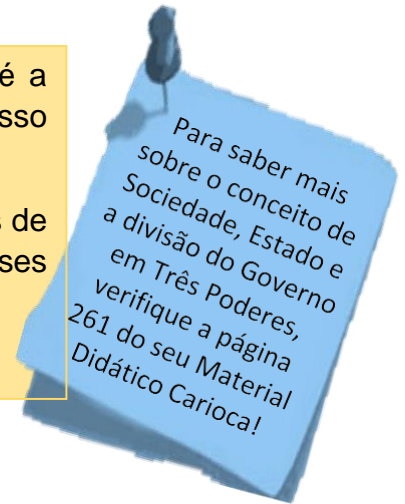 é a
sso
de
ses
Para saber mais
sobre o conceito de
Sociedade, Estado e
a divisão do Governo
em Três Poderes,
verifique a página
261 do seu Material
Didático Carioca!